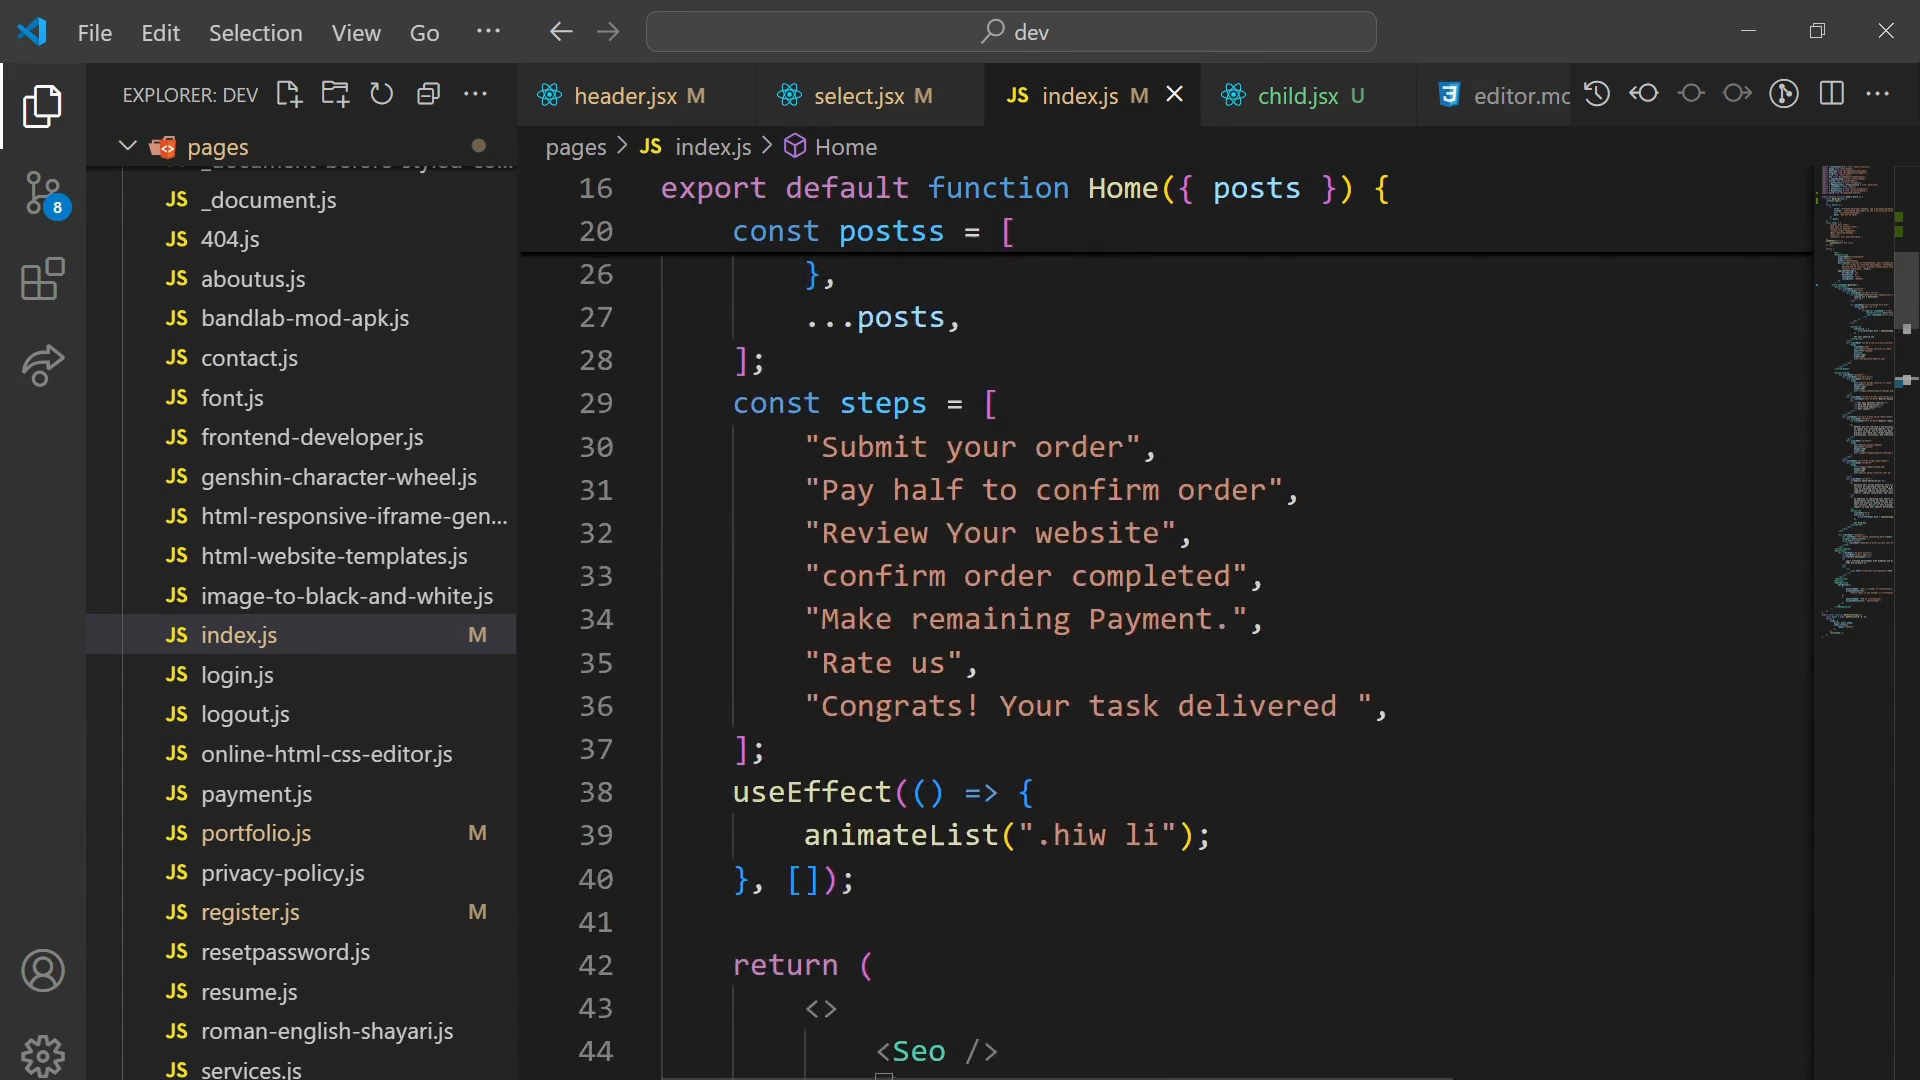 File Edit Selection View Go ··· dev
EXPLORER: DEV ···
header.jsx M select.jsx M JS index.js M child.jsx U editor.mo ···
pages
pages > JS index.js > Home
JS _document.js
JS 404.js
JS aboutus.js
JS bandlab-mod-apk.js
JS contact.js
JS font.js
JS frontend-developer.js
JS genshin-character-wheel.js
JS html-responsive-iframe-gen...
JS html-website-templates.js
JS image-to-black-and-white.js
JS index.js M
JS login.js
JS logout.js
JS online-html-css-editor.js
JS payment.js
JS portfolio.js M
JS privacy-policy.js
JS register.js M
JS resetpassword.js
JS resume.js
JS roman-english-shayari.js
JS services.js
8
16 export default function Home({ posts }) {
20 const postss = [
26 },
27 ...posts,
28 ];
29 const steps = [
30 "Submit your order",
31 "Pay half to confirm order",
32 "Review Your website",
33 "confirm order completed",
34 "Make remaining Payment.",
35 "Rate us",
36 "Congrats! Your task delivered ",
37 ];
38 useEffect(() => {
39 animateList(".hiw li");
40 }, []);
41
42 return (
43 <>
44 <Seo />